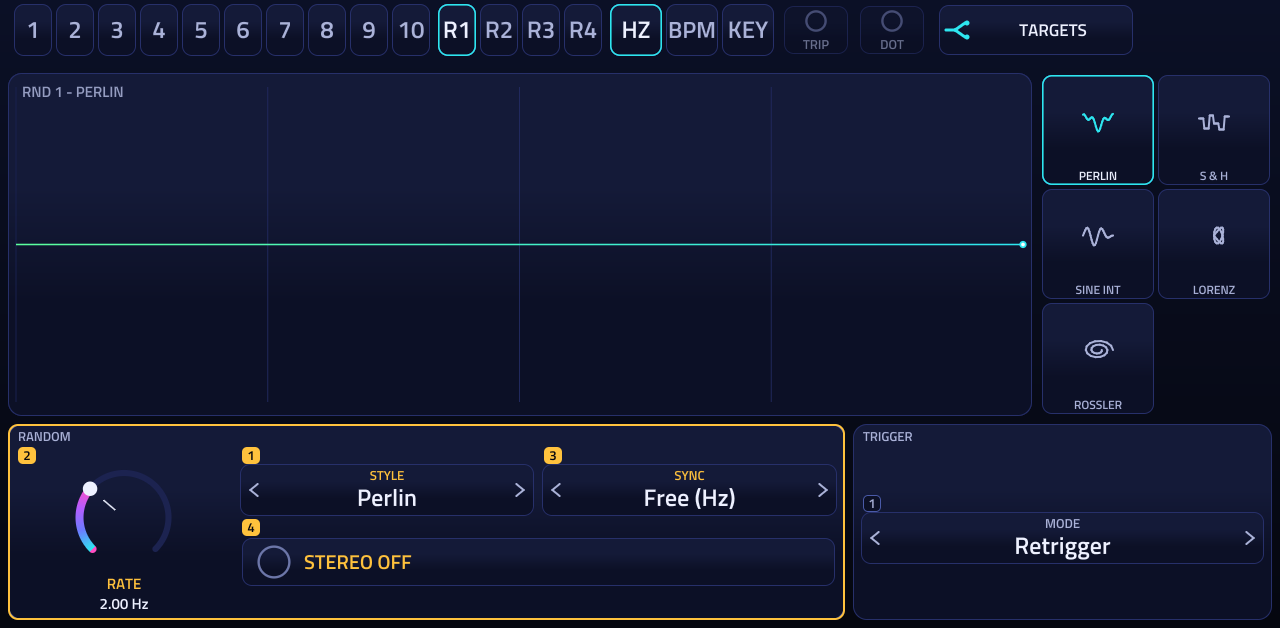 1 2 3 4 5 6 7 8 9 10 R1 R2 R3 R4 HZ BPM KEY TRIP DOT TARGETS
RND 1 - PERLIN
PERLIN S & H
SINE INT LORENZ
ROSSLER
RANDOM
2
RATE
2.00 Hz
1
STYLE
Perlin
3
SYNC
Free (Hz)
4
STEREO OFF
TRIGGER
1
MODE
Retrigger